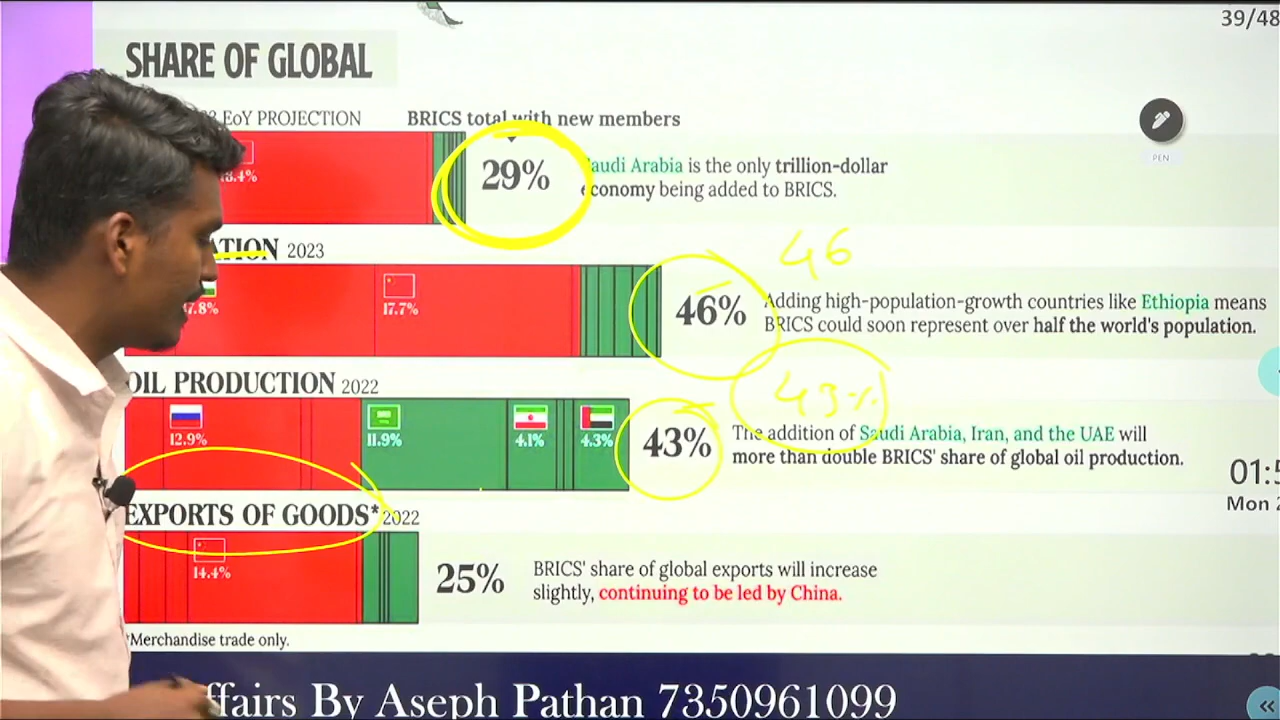 39/48
SHARE OF GLOBAL
EoY PROJECTION
BRICS total with new members
PEN
13.4%
29%
Saudi Arabia is the only trillion-dollar
economy being added to BRICS.
2023
46
17.8%
17.7%
46%
Adding high-population-growth countries like Ethiopia means
BRICS could soon represent over half the world's population.
OIL PRODUCTION 2022
43%
12.9%
11.9%
4.1%
4.3%
43%
The addition of Saudi Arabia, Iran, and the UAE will
more than double BRICS' share of global oil production.
Mon
EXPORTS OF GOODS* 2022
14.4%
25%
BRICS' share of global exports will increase
slightly, continuing to be led by China.
*Merchandise trade only.
ffairs By Aseph Pathan 7350961099